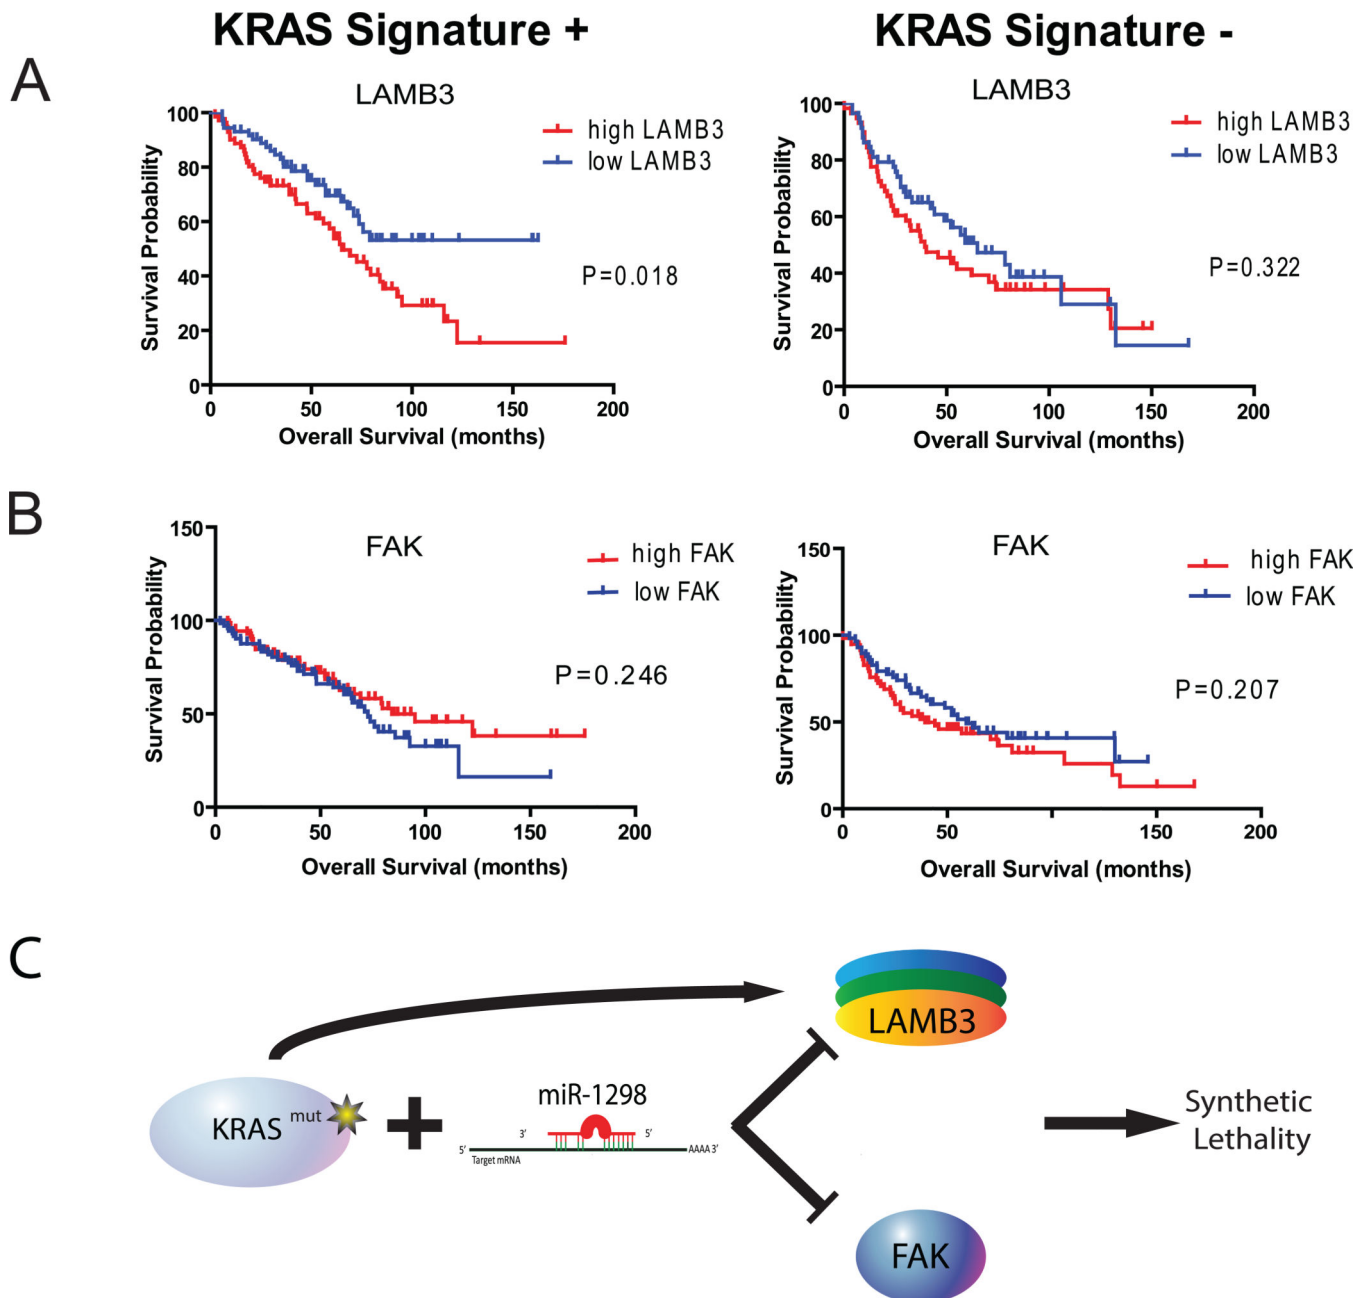 KRAS Signature +
KRAS Signature -
A
LAMB3
high LAMB3
low LAMB3
P=0.018
Survival Probability
100
80
60
40
20
0
0 50 100 150 200
Overall Survival (months)
LAMB3
high LAMB3
low LAMB3
P=0.322
Survival Probability
100
80
60
40
20
0
0 50 100 150 200
Overall Survival (months)
B
FAK
high FAK
low FAK
P=0.246
Survival Probability
150
100
50
0
0 50 100 150 200
Overall Survival (months)
FAK
high FAK
low FAK
P=0.207
Survival Probability
150
100
50
0
0 50 150 200
Overall Survival (months)
C
LAMB3
KRAS mut
+
miR-1298
3' 5'
5' AAAA 3'
Target mRNA
Synthetic
Lethality
FAK